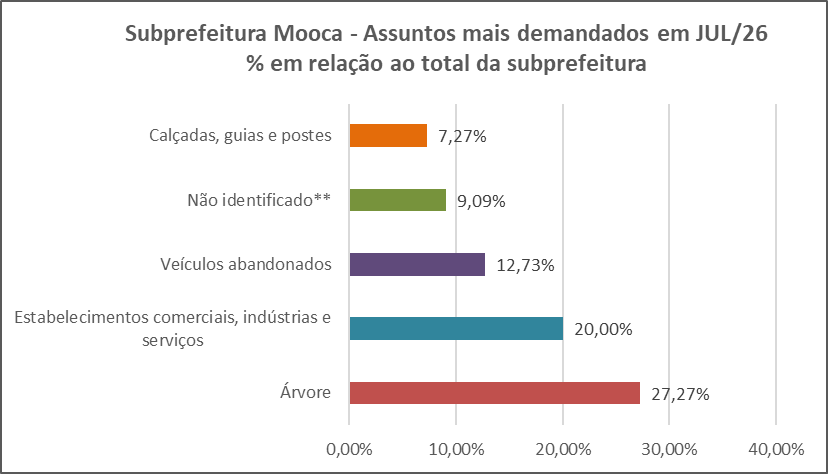 Subprefeitura Mooca - Assuntos mais demandados em JUL/26
% em relação ao total da subprefeitura
Calçadas, guias e postes
7,27%
Não identificado**
9,09%
Veículos abandonados
12,73%
Estabelecimentos comerciais, indústrias e
serviços
20,00%
Árvore
27,27%
0,00%
10,00%
20,00%
30,00%
40,00%